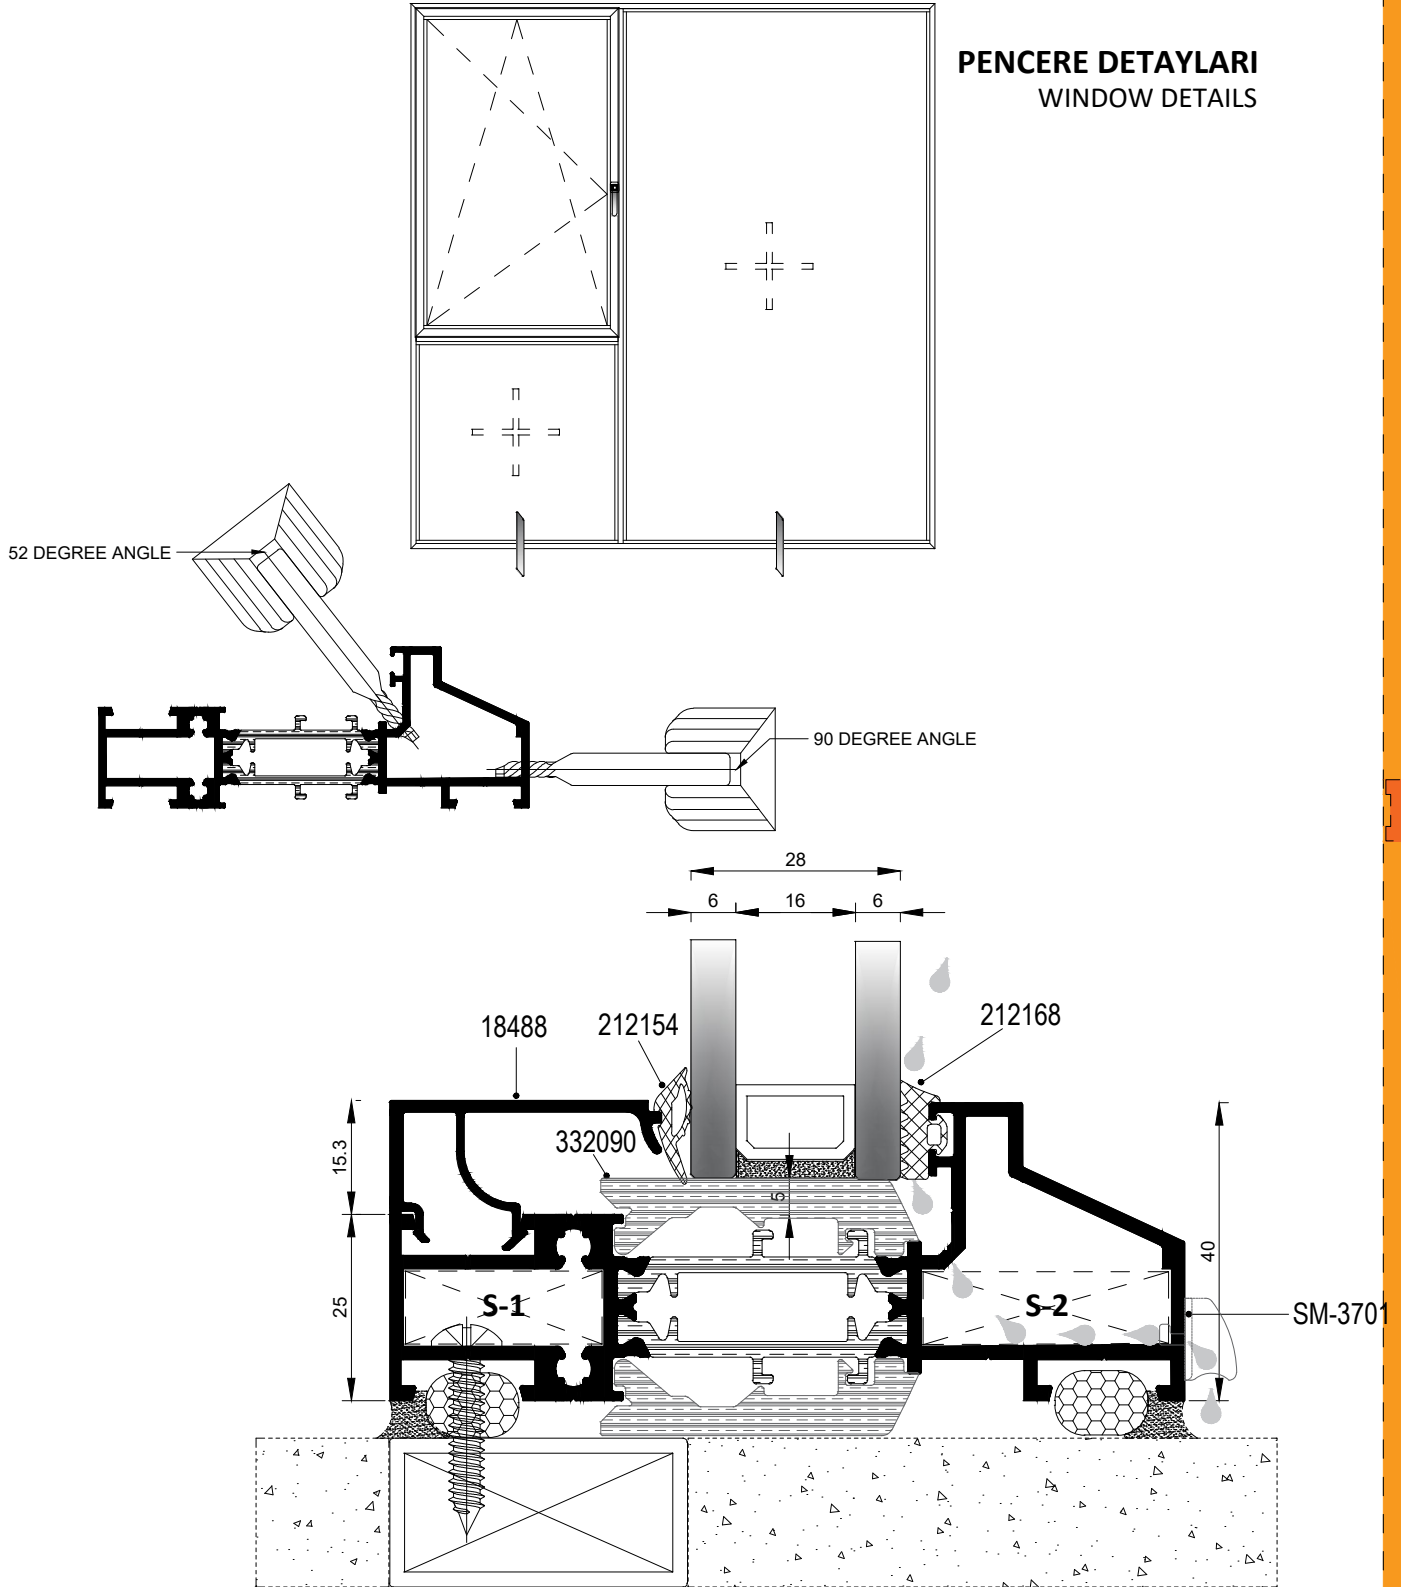 PENCERE DETAYLARI
WINDOW DETAILS
52 DEGREE ANGLE
90 DEGREE ANGLE
28
6 16 6
18488
212154
212168
332090
15.3
5
25
40
S-1
S-2
SM-3701